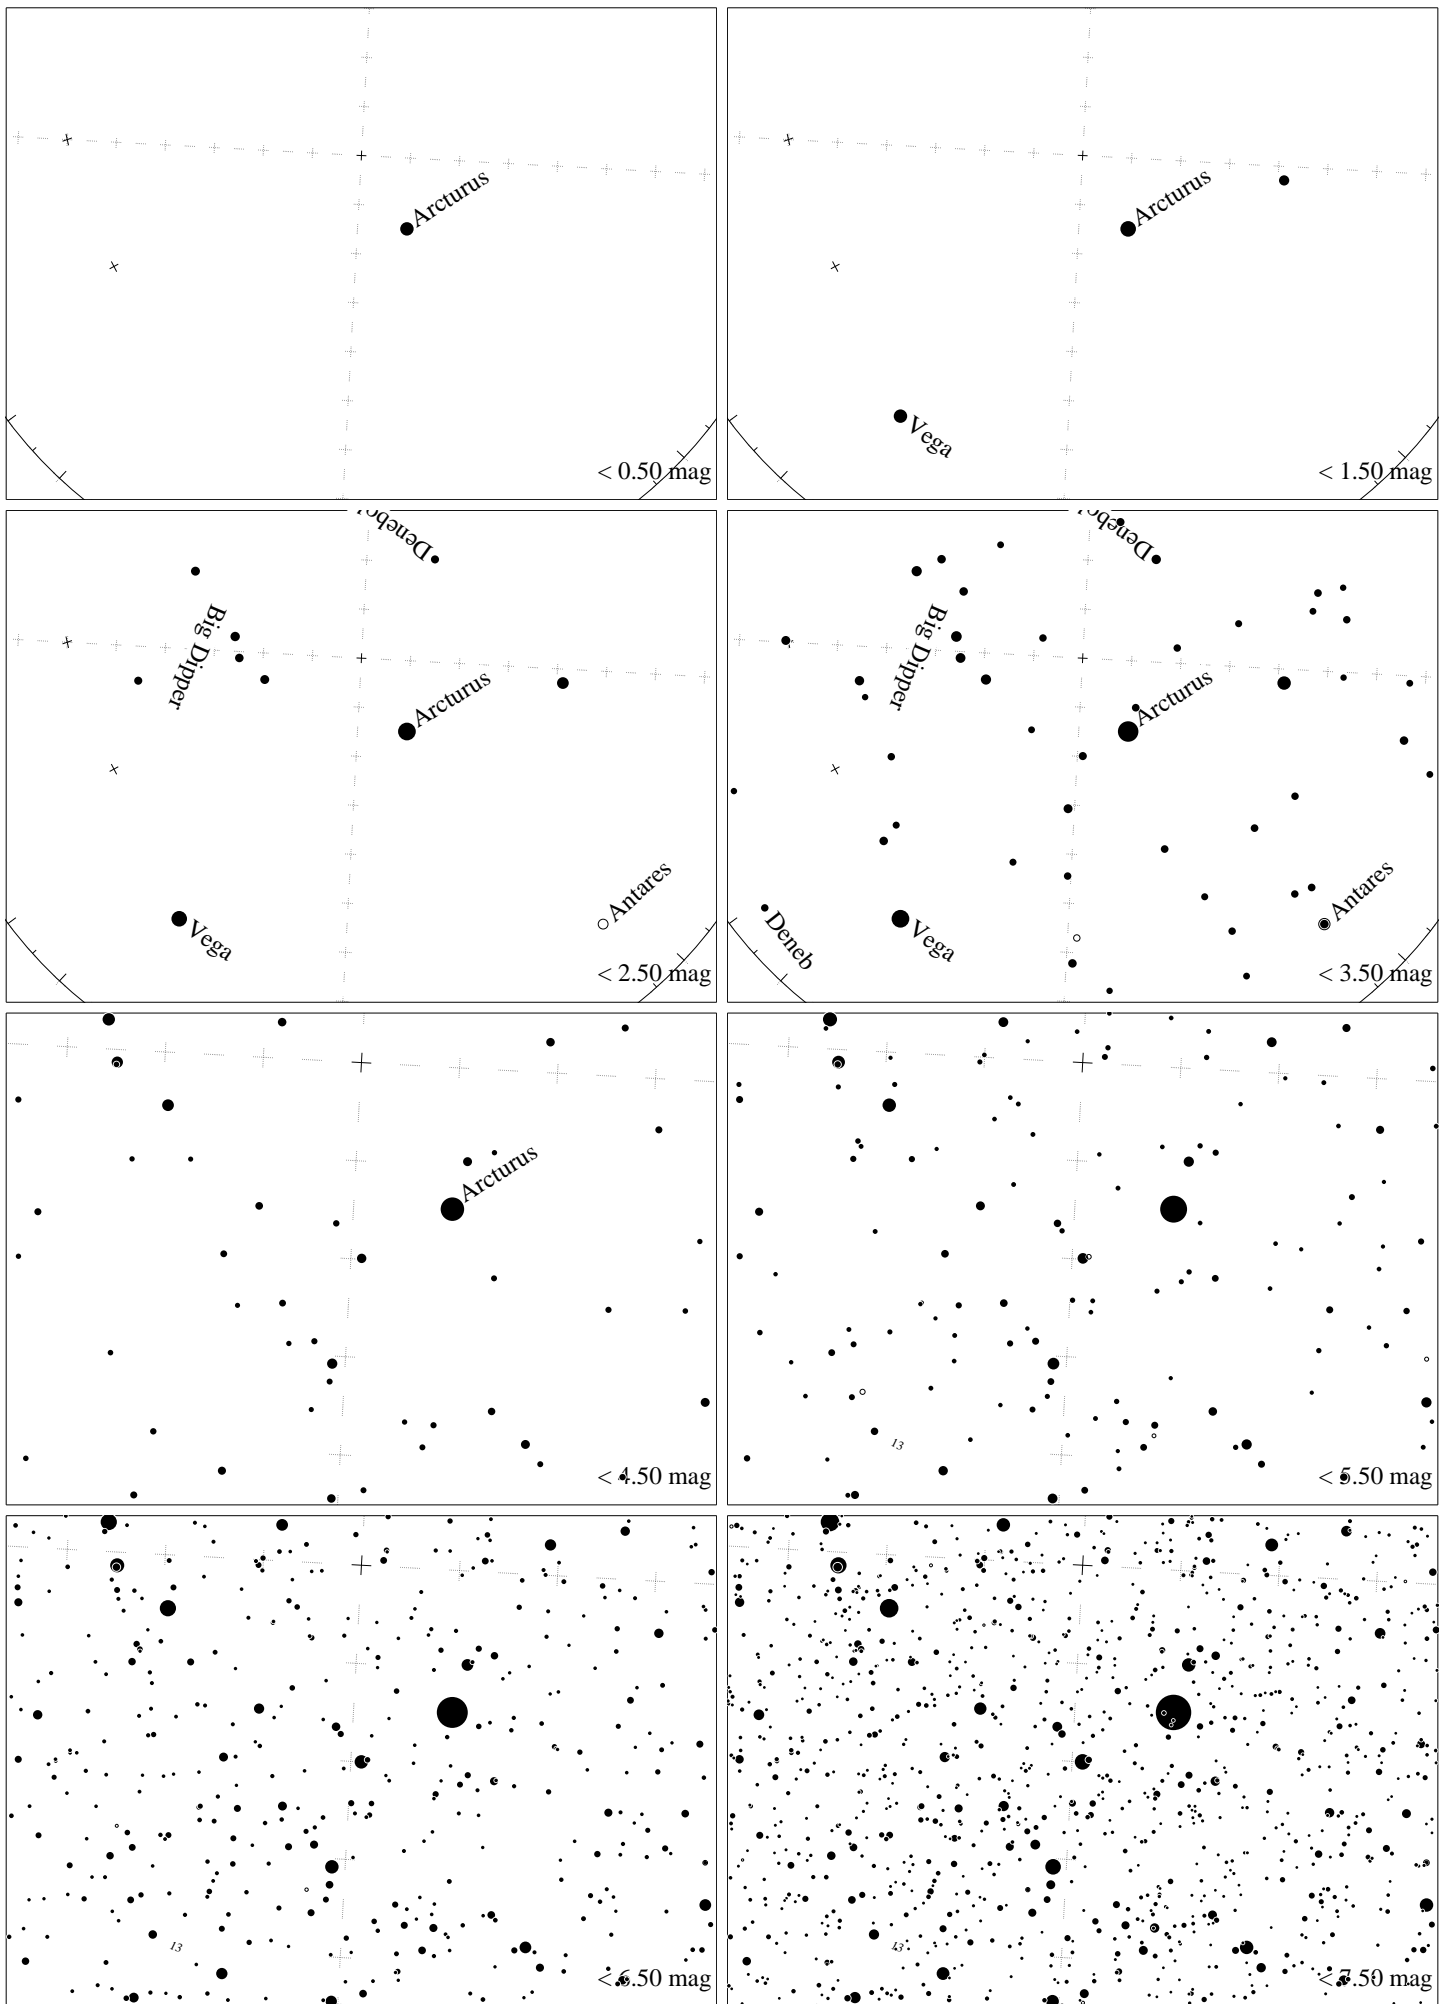 Arcturus
< 0.50 mag
Arcturus
Vega
< 1.50 mag
Denebol
Big Dipper
Arcturus
Antares
Vega
< 2.50 mag
Denebol
Big Dipper
Arcturus
Antares
Deneb
Vega
< 3.50 mag
Arcturus
< 4.50 mag
13
< 5.50 mag
13
< 6.50 mag
13
< 7.50 mag